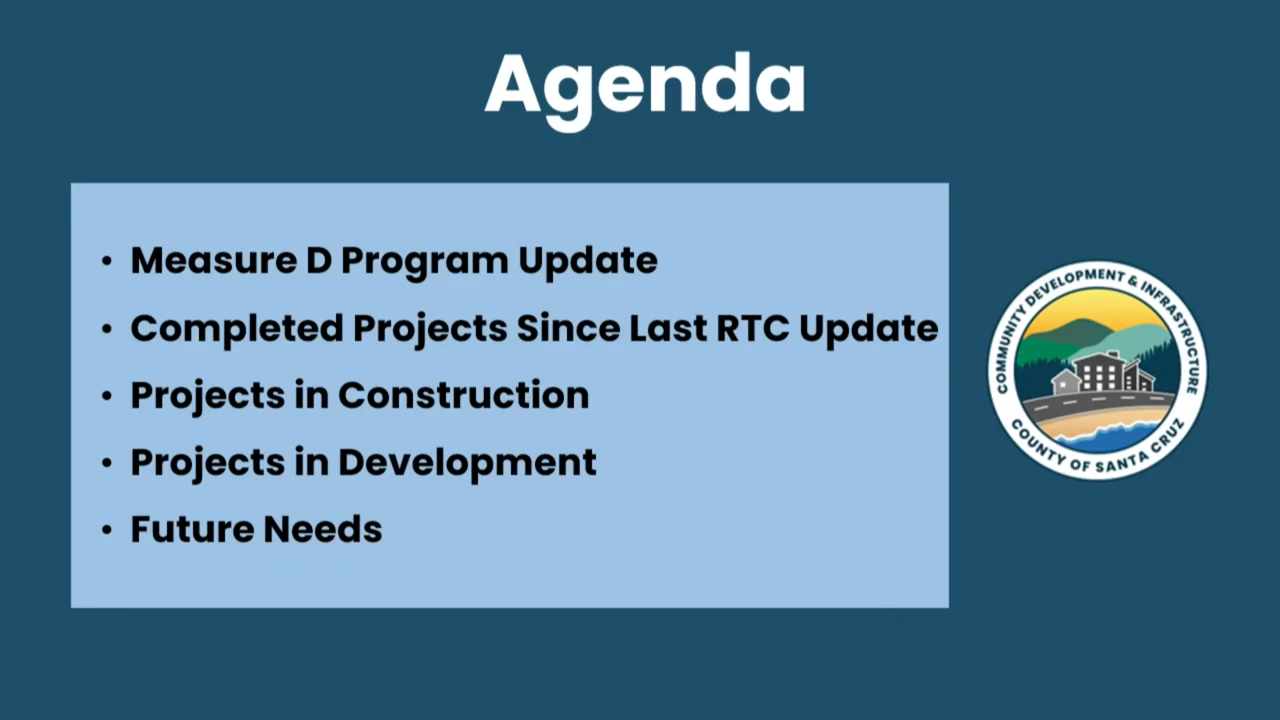 Agenda
• Measure D Program Update
• Completed Projects Since Last RTC Update
• Projects in Construction
• Projects in Development
• Future Needs
COMMUNITY DEVELOPMENT & INFRASTRUCTURE
COUNTY OF SANTA CRUZ